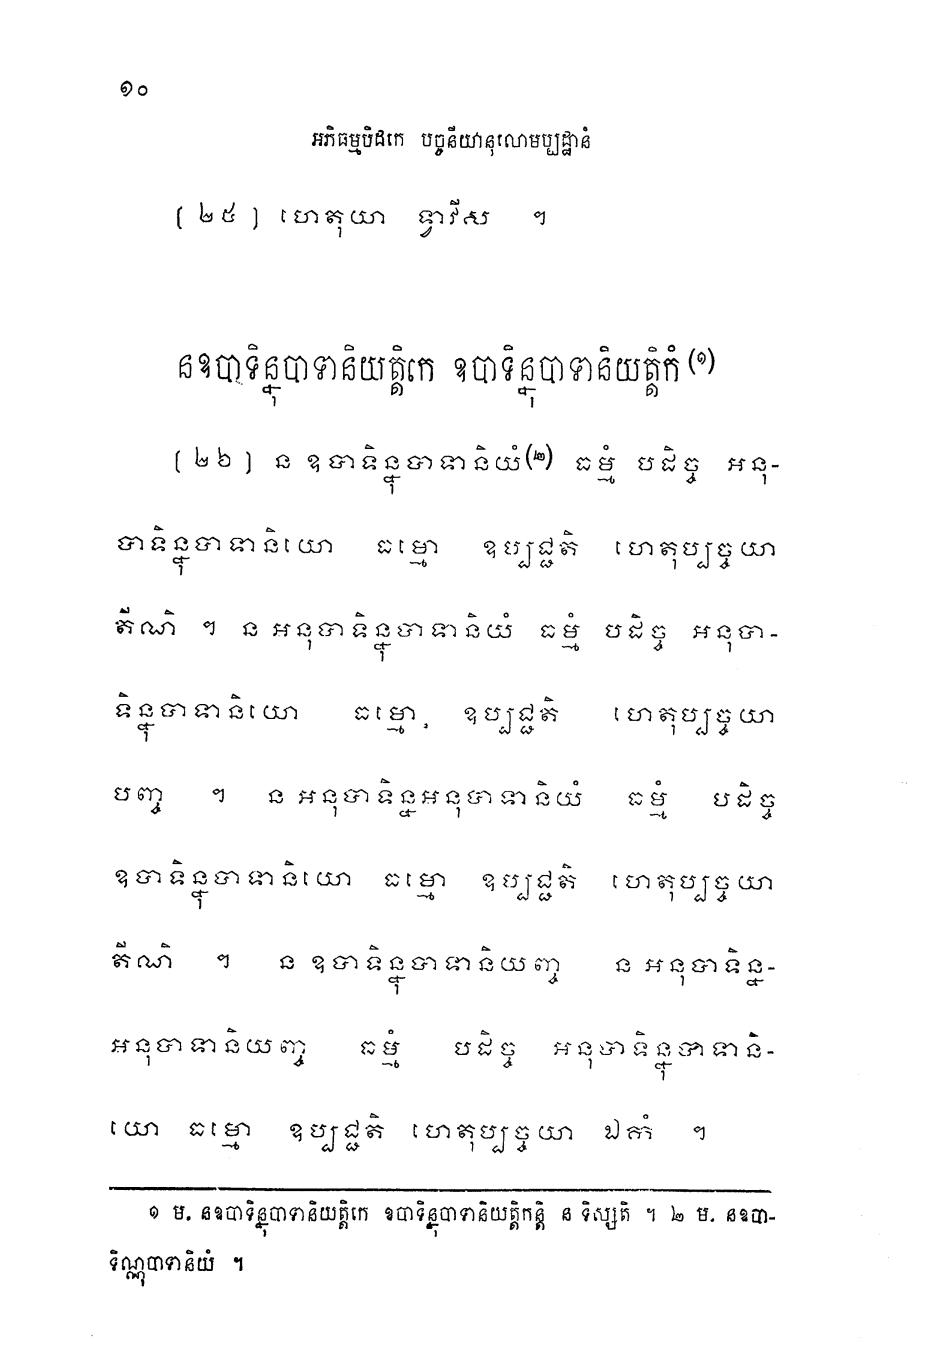 ១០
អភិធម្មបិដកេ បច្ចនីយានុលោមប្បដ្ឋានំ
[ ២៥ ] ហេតុយា ទ្វាវីស ។
នឧបាទិន្នុបាទានិយត្តិកេ ឧបាទិន្នុបាទានិយត្តិកំ (១)
[ ២៦ ] ន ឧបាទិន្នុបាទានិយំ(២) ធម្មំ បដិច្ច អនុ-
បាទិន្នុបាទានិយោ ធម្មោ ឧប្បជ្ជតិ ហេតុប្បច្ចយា
តីណិ ។ ន អនុបាទិន្នុបាទានិយំ ធម្មំ បដិច្ច អនុបា-
ទិន្នុបាទានិយោ ធម្មោ ឧប្បជ្ជតិ ហេតុប្បច្ចយា
បញ្ច ។ ន អនុបាទិន្នអនុបាទានិយំ ធម្មំ បដិច្ច
ឧបាទិន្នុបាទានិយោ ធម្មោ ឧប្បជ្ជតិ ហេតុប្បច្ចយា
តីណិ ។ ន ឧបាទិន្នុបាទានិយញ្ច ន អនុបាទិន្ន-
អនុបាទានិយញ្ច ធម្មំ បដិច្ច អនុបាទិន្នុបាទានិ-
យោ ធម្មោ ឧប្បជ្ជតិ ហេតុប្បច្ចយា ឯកំ ។
១ ម. នឧបាទិន្នុបាទានិយត្តិកេ ឧបាទិន្នុបាទានិយត្តិកន្តិ ន ទិស្សតិ ។ ២ ម. នឧបា-
ទិណ្ណុបាទានិយំ ។